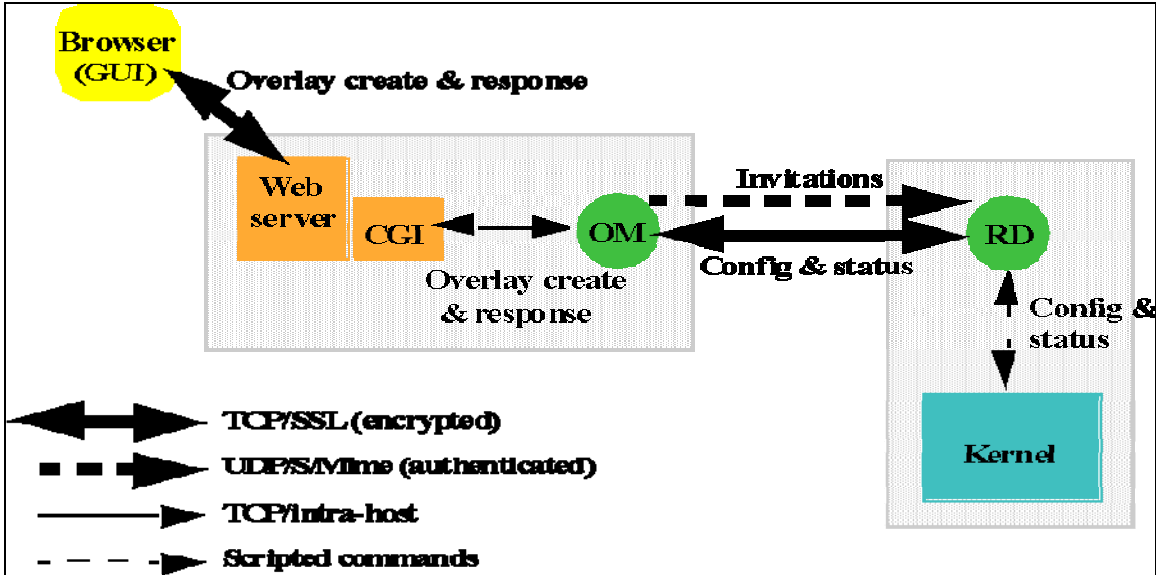 Browser
(GUI)
Overlay create & response
Web
server
CGI
OM
Overlay create
& response
Invitations
Config & status
RD
Config &
status
Kernel
TCP/SSL (encrypted)
UDP/S/Mime (authenticated)
TCP/intra-host
Scripted commands